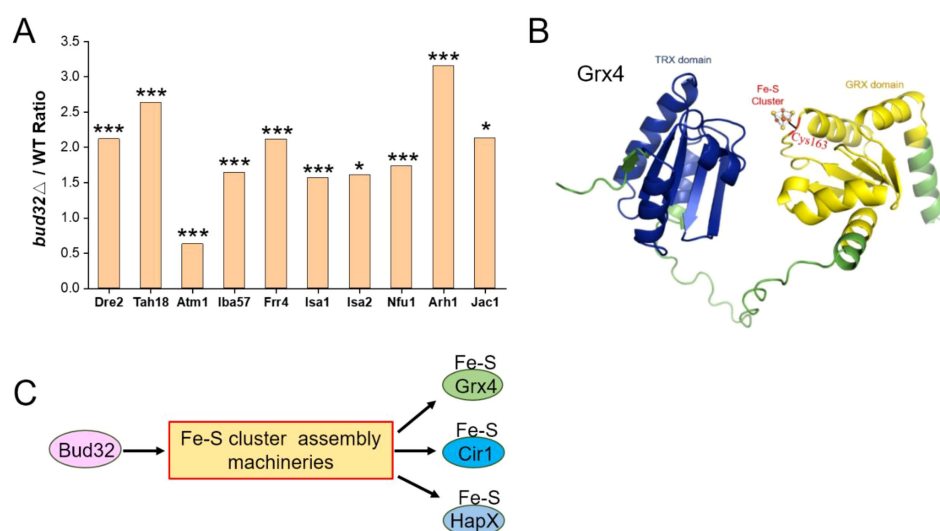 A
bud32△ / WT Ratio
3.5
3.0
2.5
2.0
1.5
1.0
0.5
0.0
***
***
***
***
***
***
*
***
***
*
Dre2 Tah18 Atm1 Iba57 Frr4 Isa1 Isa2 Nfu1 Arh1 Jac1
B
Grx4
TRX domain
Fe-S
Cluster
GRX domain
Cys163
C
Bud32
Fe-S cluster assembly
machineries
Fe-S
Grx4
Fe-S
Cir1
Fe-S
HapX